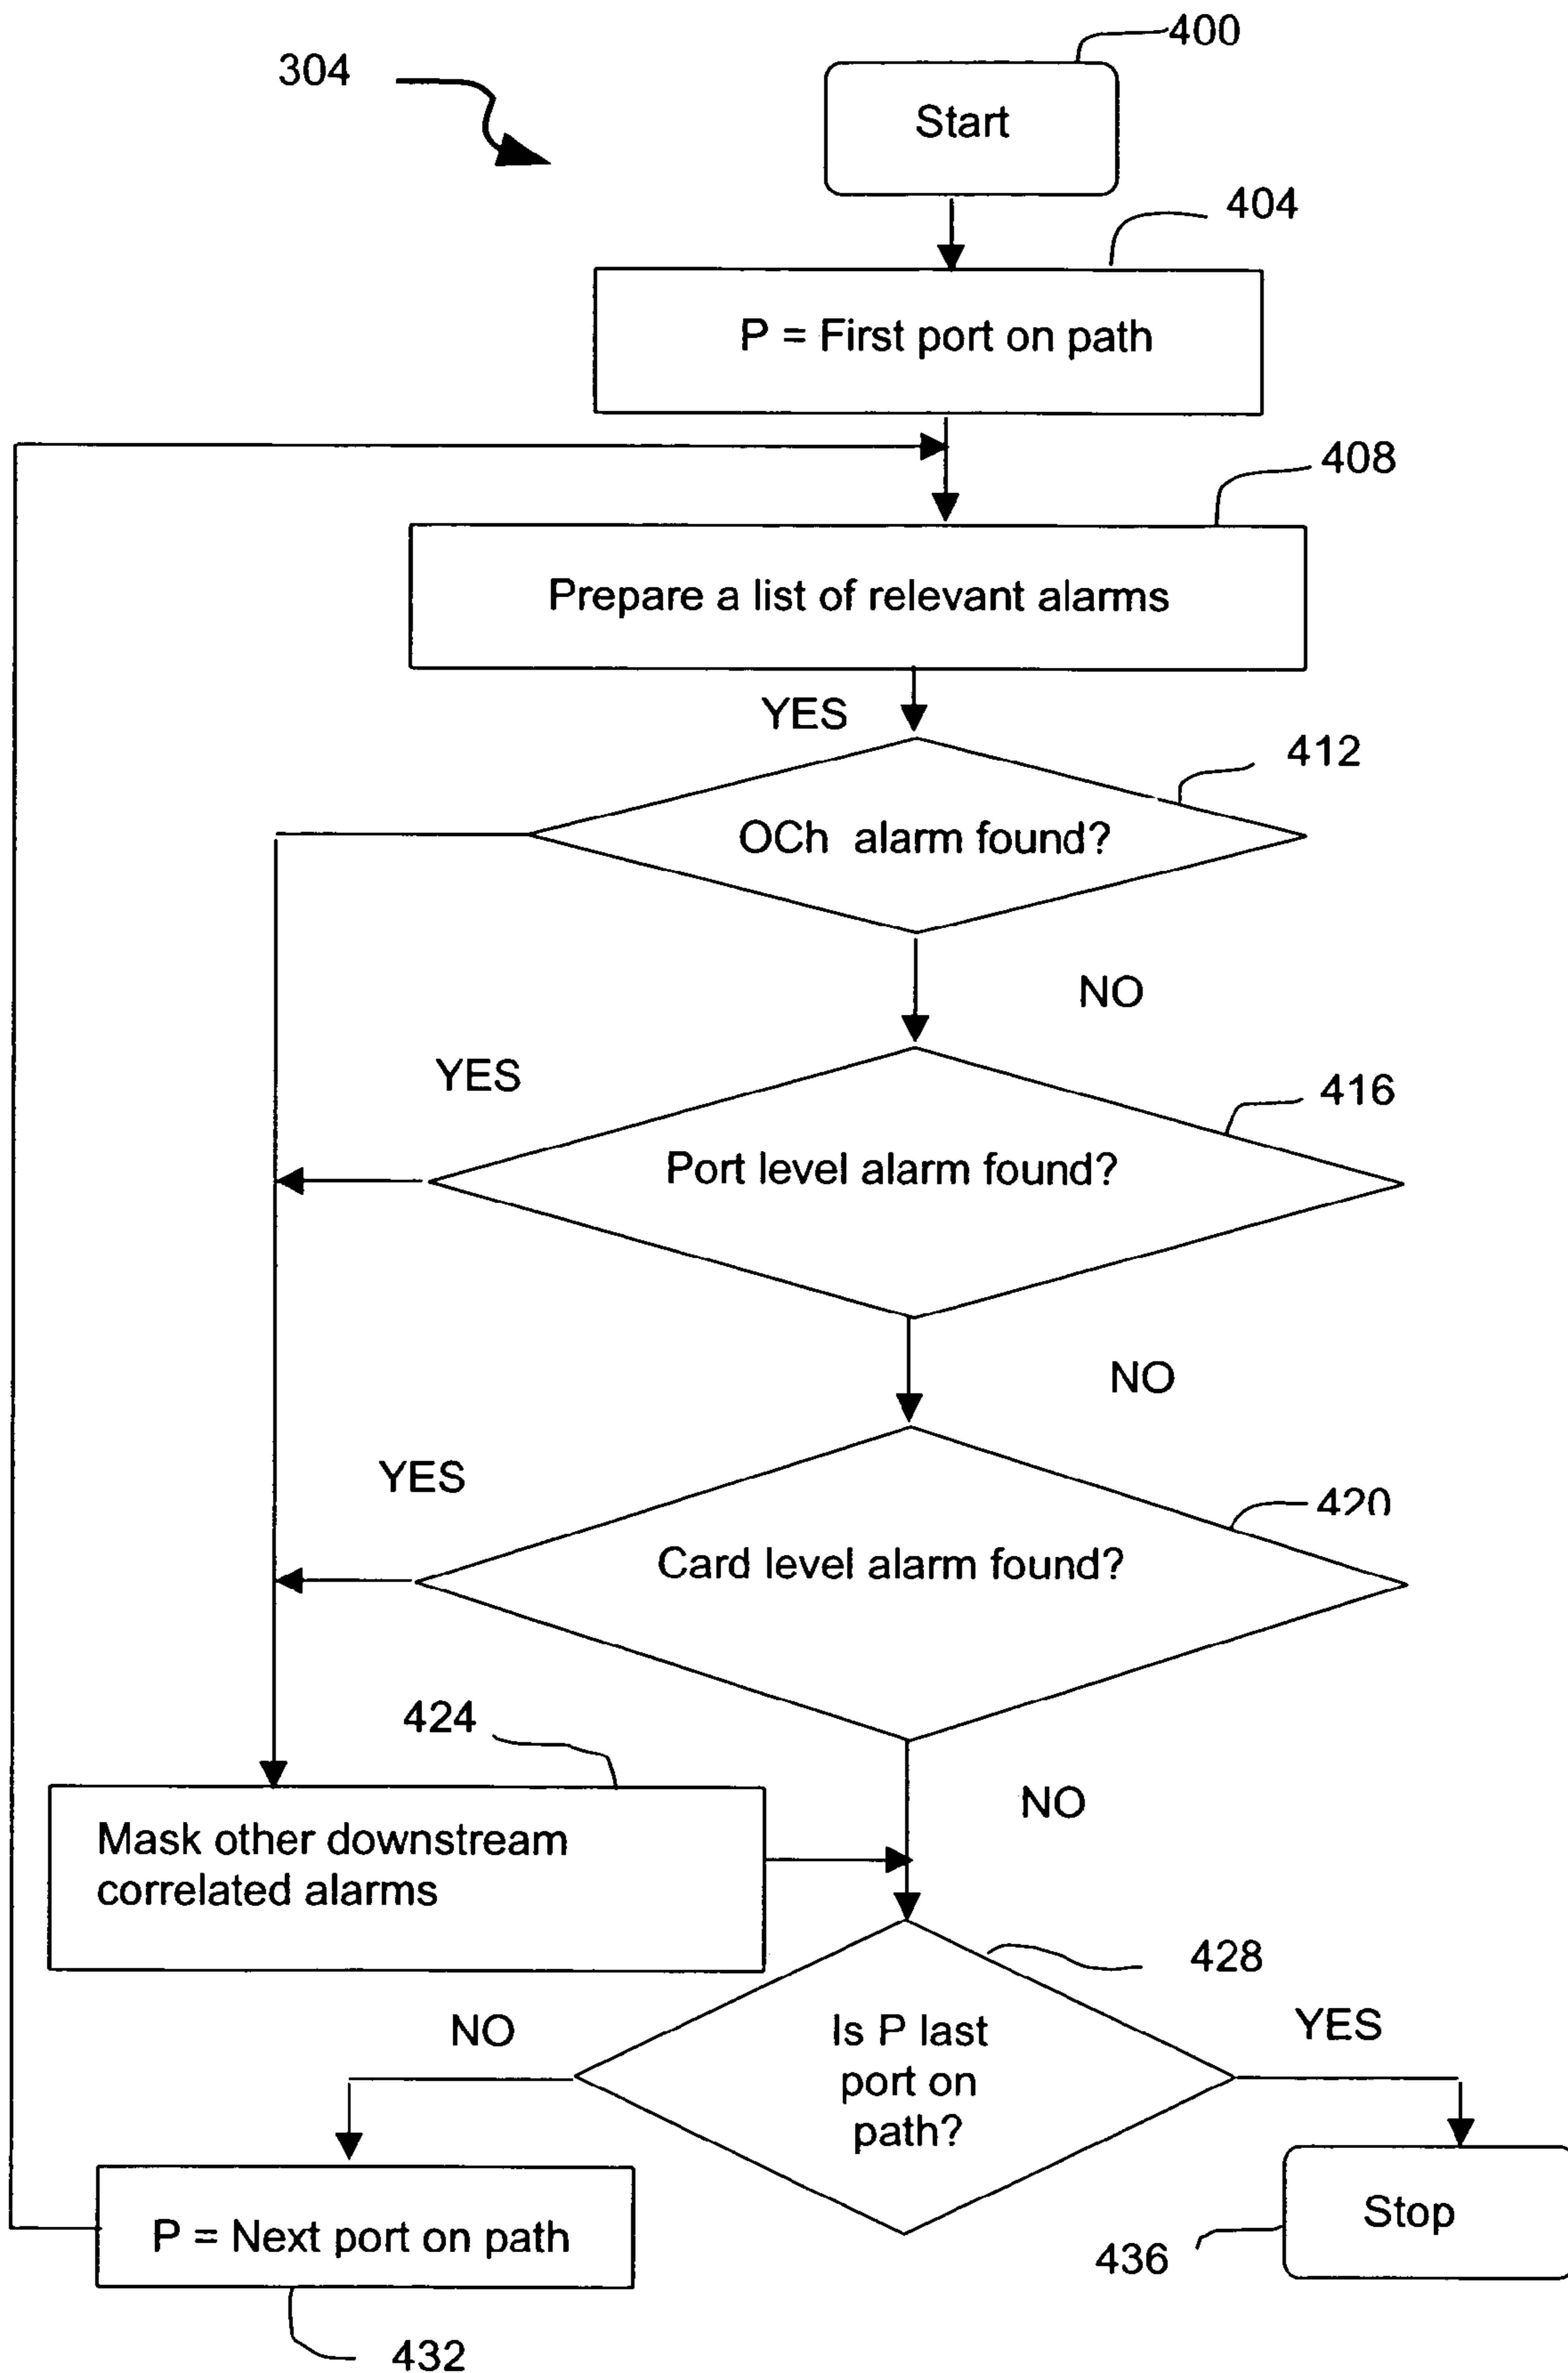 400
304
Start
404
P = First port on path
408
Prepare a list of relevant alarms
YES
412
OCh alarm found?
NO
YES
416
Port level alarm found?
NO
YES
420
Card level alarm found?
424
NO
Mask other downstream
correlated alarms
428
NO
YES
Is P last
port on
path?
Stop
P = Next port on path
436
432